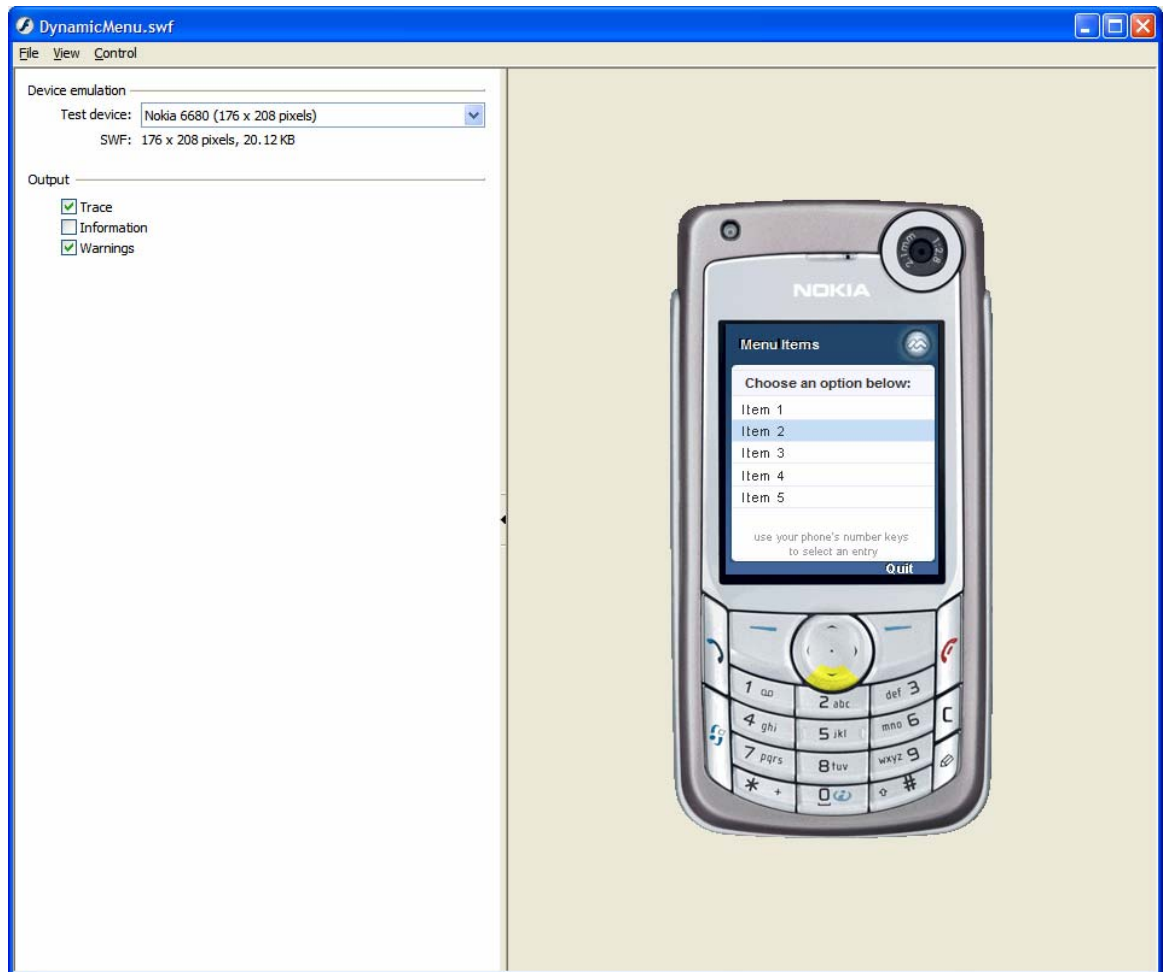 DynamicMenu.swf
File View Control
Device emulation
Test device: Nokia 6680 (176 x 208 pixels)
SWF: 176 x 208 pixels, 20.12 KB
Output
Trace
Information
Warnings
NOKIA
Menu Items
Choose an option below:
Item 1
Item 2
Item 3
Item 4
Item 5
use your phone's number keys
to select an entry
Quit
1
2 abc
def 3
4 ghi
5 jkl
mno 6
C
7 pqrs
8 tuv
wxyz 9
* +
0
#